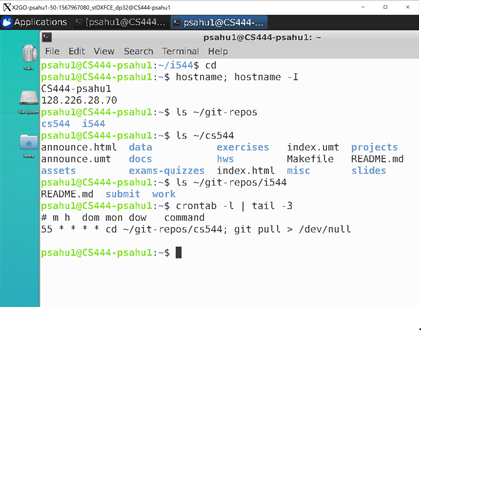 X2GO-psahu1-50-1567967080_stDXFCE_dp32@CS444-psahu1
Applications [psahu1@CS444-... psahu1@CS444-...
psahu1@CS444-psahu1: ~
File Edit View Search Terminal Help
psahu1@CS444-psahu1:~/i544$ cd
psahu1@CS444-psahu1:~$ hostname; hostname -I
CS444-psahu1
128.226.28.70
psahu1@CS444-psahu1:~$ ls ~/git-repos
cs544 i544
psahu1@CS444-psahu1:~$ ls ~/cs544
announce.html data exercises index.umt projects
announce.umt docs hws Makefile README.md
assets exams-quizzes index.html misc slides
psahu1@CS444-psahu1:~$ ls ~/git-repos/i544
README.md submit work
psahu1@CS444-psahu1:~$ crontab -l | tail -3
# m h  dom mon dow   command
55 * * * * cd ~/git-repos/cs544; git pull > /dev/null
psahu1@CS444-psahu1:~$